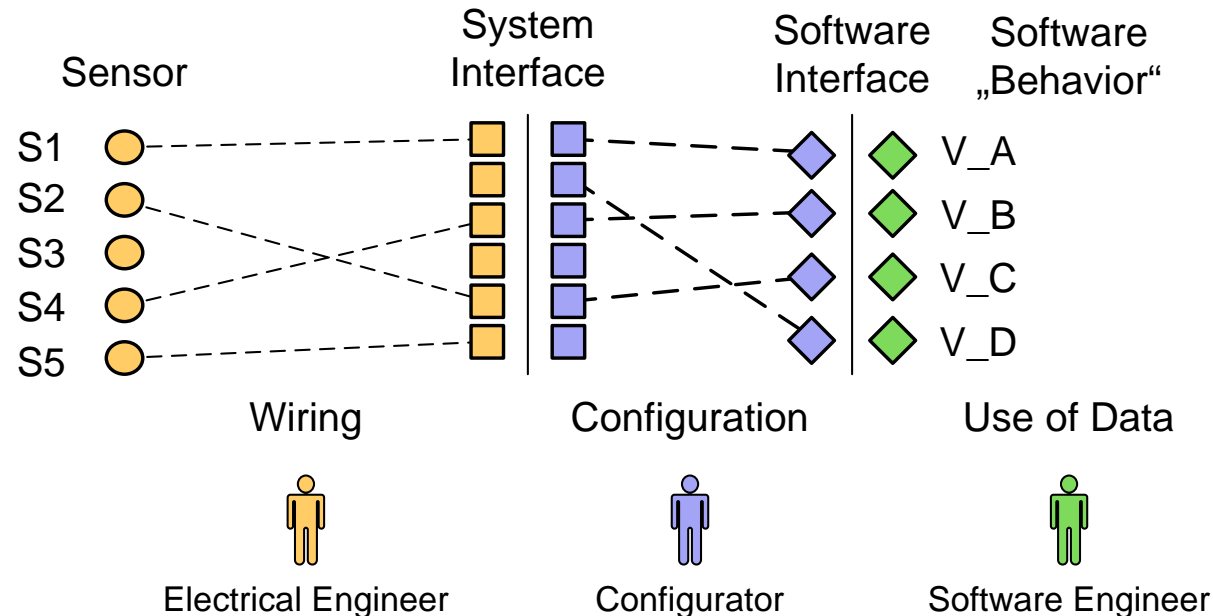 Sensor
System
Interface
Software
Interface
Software
„Behavior“
S1
S2
S3
S4
S5
V_A
V_B
V_C
V_D
Wiring
Configuration
Use of Data
Electrical Engineer
Configurator
Software Engineer